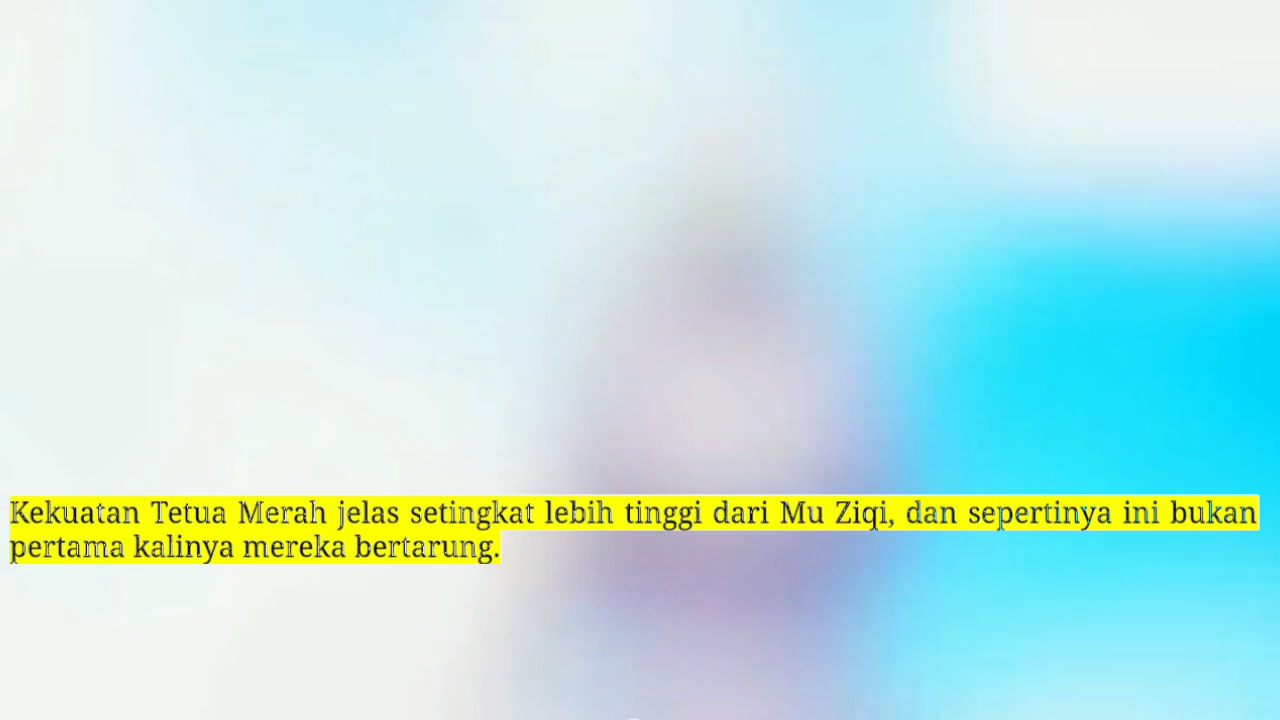 Kekuatan Tetua Merah jelas setingkat lebih tinggi dari Mu Ziqi, dan sepertinya ini bukan
pertama kalinya mereka bertarung.